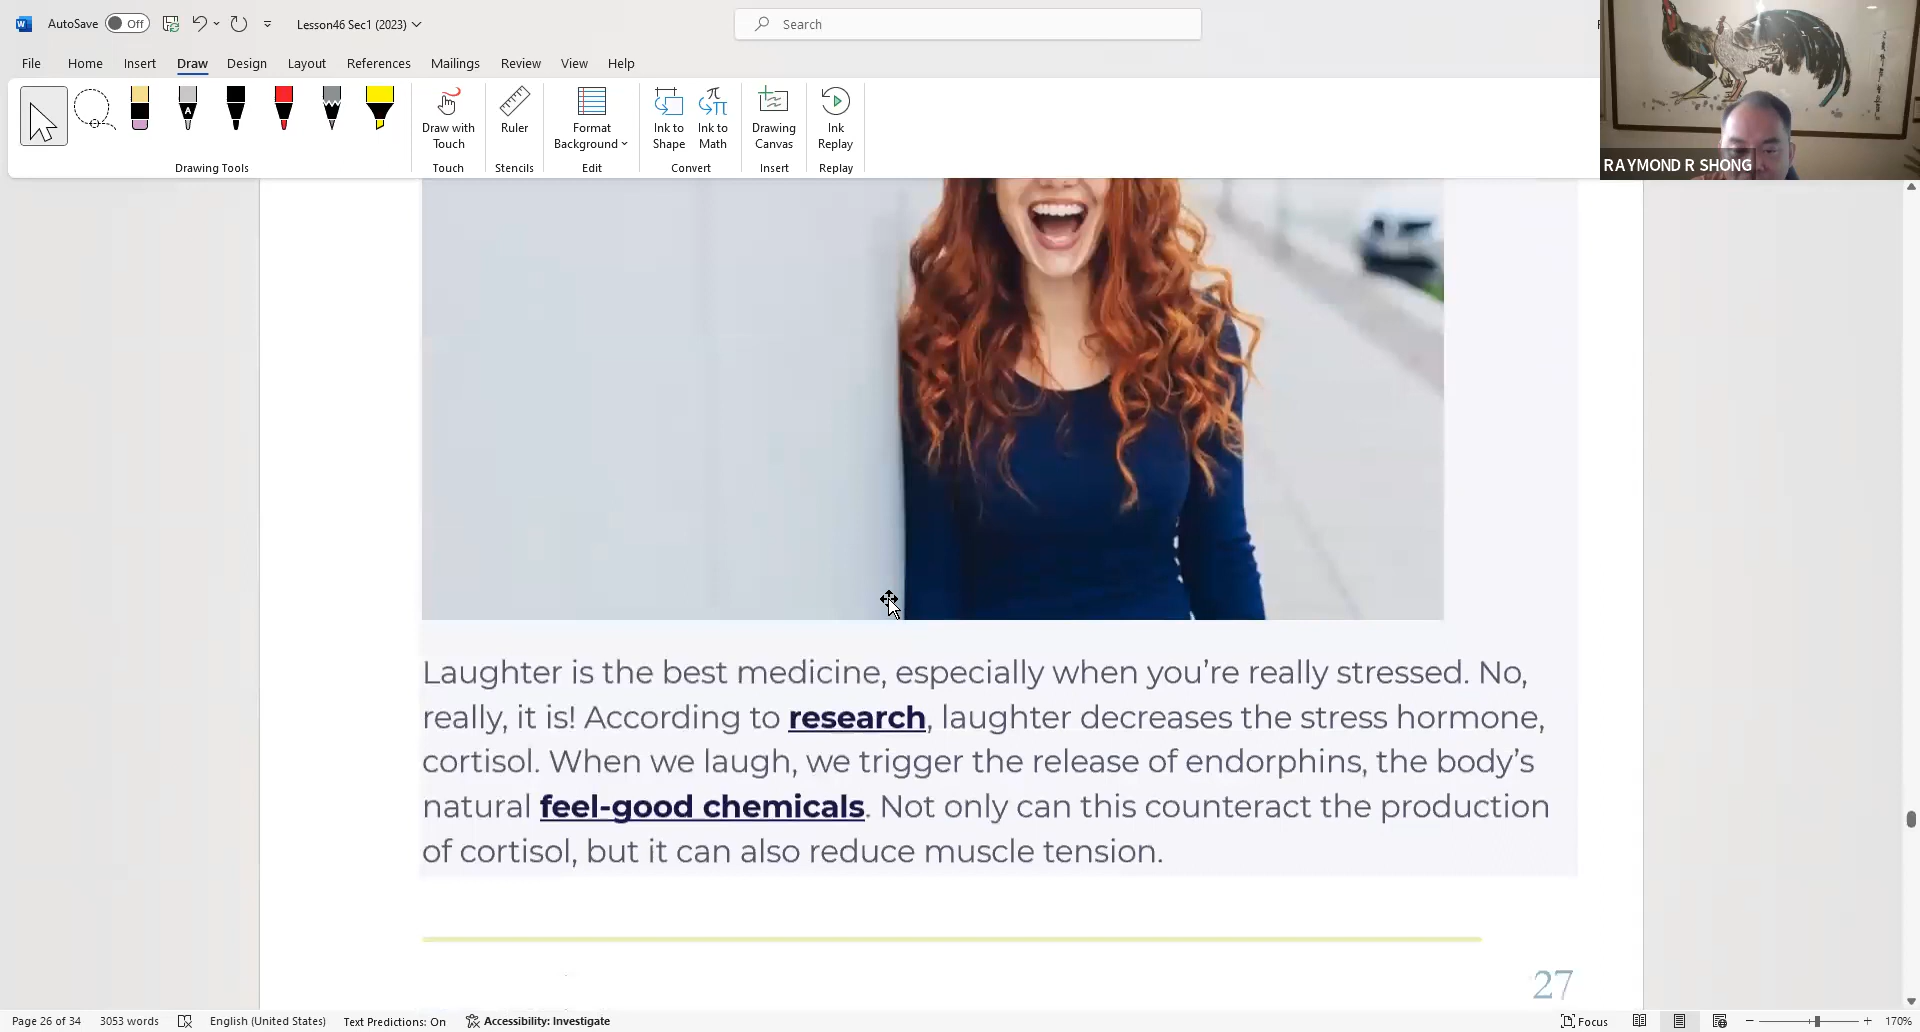 AutoSave Off Lesson46 Sec1 (2023) Search
File Home Insert Draw Design Layout References Mailings Review View Help
A
Draw with Touch
Ruler
Format Background
Ink to Shape
Ink to Math
Drawing Canvas
Ink Replay
Drawing Tools Touch Stencils Edit Convert Insert Replay
RAYMOND R SHONG
Laughter is the best medicine, especially when you’re really stressed. No,
really, it is! According to research, laughter decreases the stress hormone,
cortisol. When we laugh, we trigger the release of endorphins, the body’s
natural feel-good chemicals. Not only can this counteract the production
of cortisol, but it can also reduce muscle tension.
27
Page 26 of 34 3053 words English (United States) Text Predictions: On Accessibility: Investigate Focus 170%